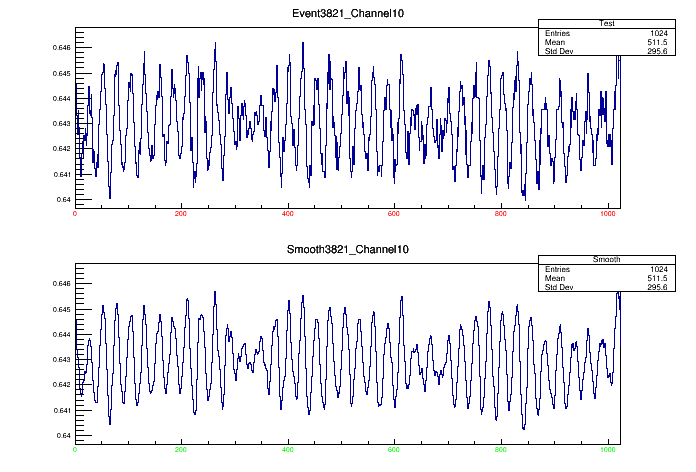 Event3821_Channel10
Test
Entries 1024
Mean 511.5
Std Dev 295.6
0.646
0.645
0.644
0.643
0.642
0.641
0.64
0 200 400 600 800 1000
Smooth3821_Channel10
Smooth
Entries 1024
Mean 511.5
Std Dev 295.6
0.646
0.645
0.644
0.643
0.642
0.641
0.64
0 200 400 600 800 1000